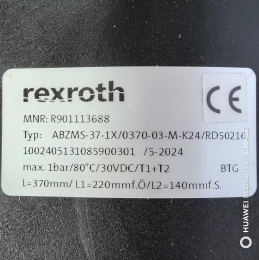 rexroth
CE
MNR: R901113688
Typ: ABZMS-37-1X/0370-03-M-K24/RD50216
1002405131085900301 /5-2024
max. 1bar/80°C/30VDC/T1+T2 BTG
L=370mm/ L1=220mmf.Ö/L2=140mmf.S.
HUAWEI